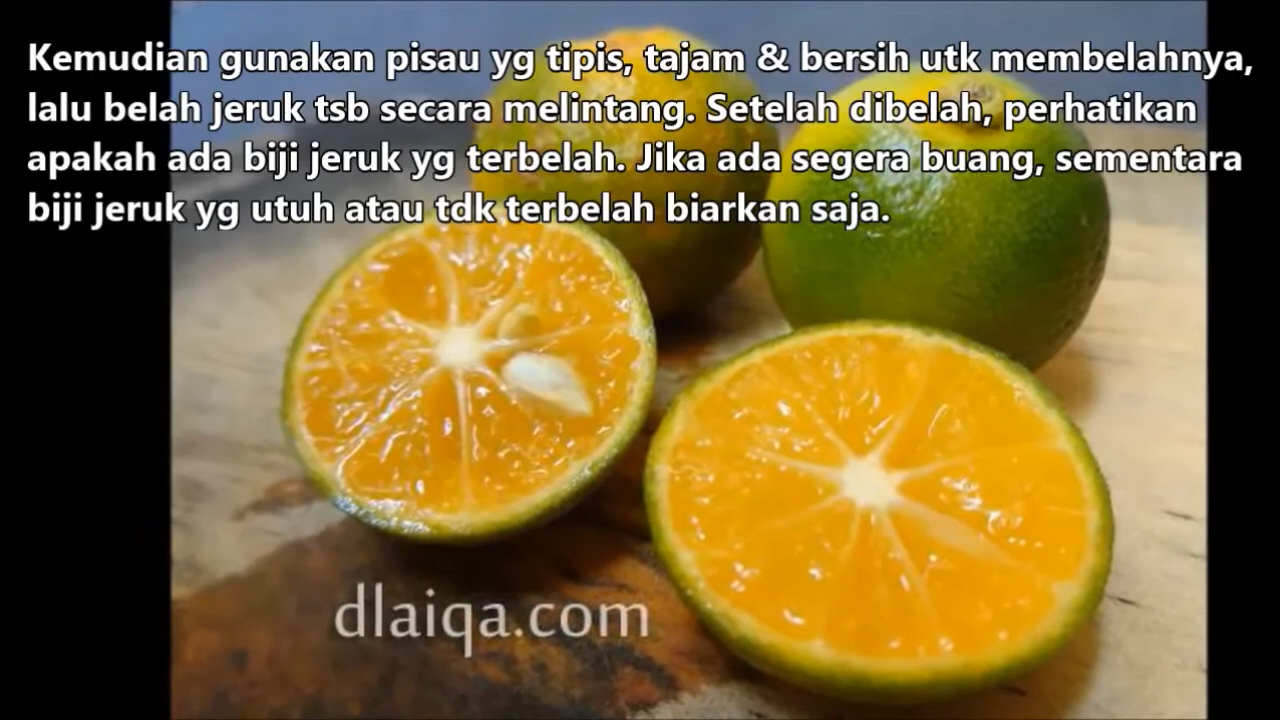 Kemudian gunakan pisau yg tipis, tajam & bersih utk membelahnya,
lalu belah jeruk tsb secara melintang. Setelah dibelah, perhatikan
apakah ada biji jeruk yg terbelah. Jika ada segera buang, sementara
biji jeruk yg utuh atau tdk terbelah biarkan saja.
dlaiqa.com